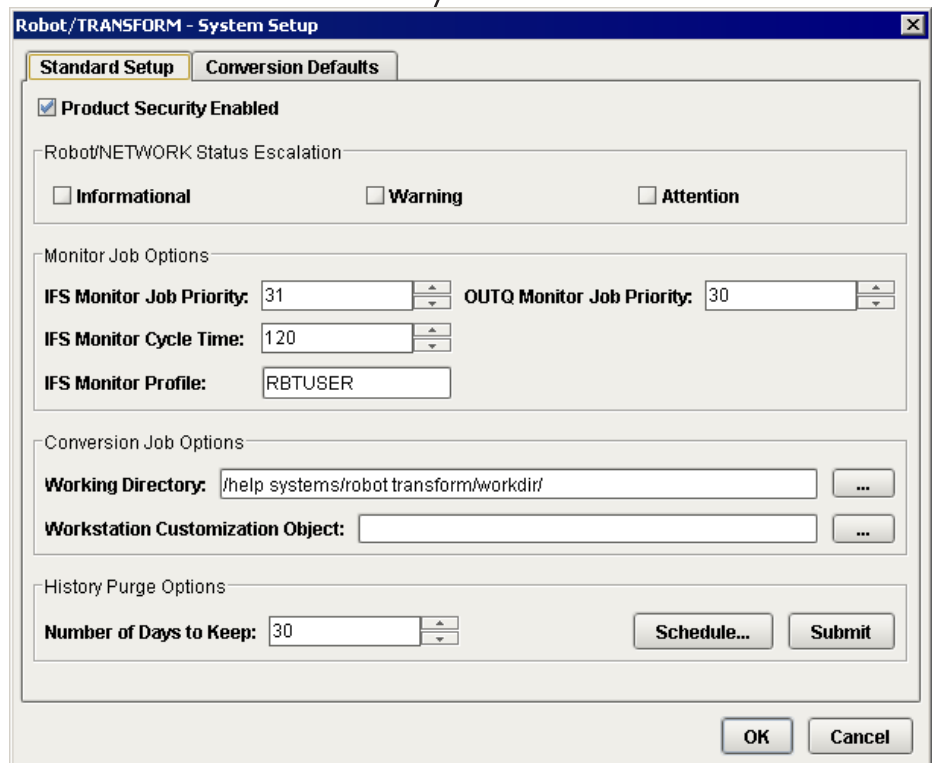 Robot/TRANSFORM - System Setup
Standard Setup Conversion Defaults
Product Security Enabled
Robot/NETWORK Status Escalation
Informational Warning Attention
Monitor Job Options
IFS Monitor Job Priority: 31 OUTQ Monitor Job Priority: 30
IFS Monitor Cycle Time: 120
IFS Monitor Profile: RBTUSER
Conversion Job Options
Working Directory: /help systems/robot transform/workdir/ ...
Workstation Customization Object: ...
History Purge Options
Number of Days to Keep: 30 Schedule... Submit
OK Cancel